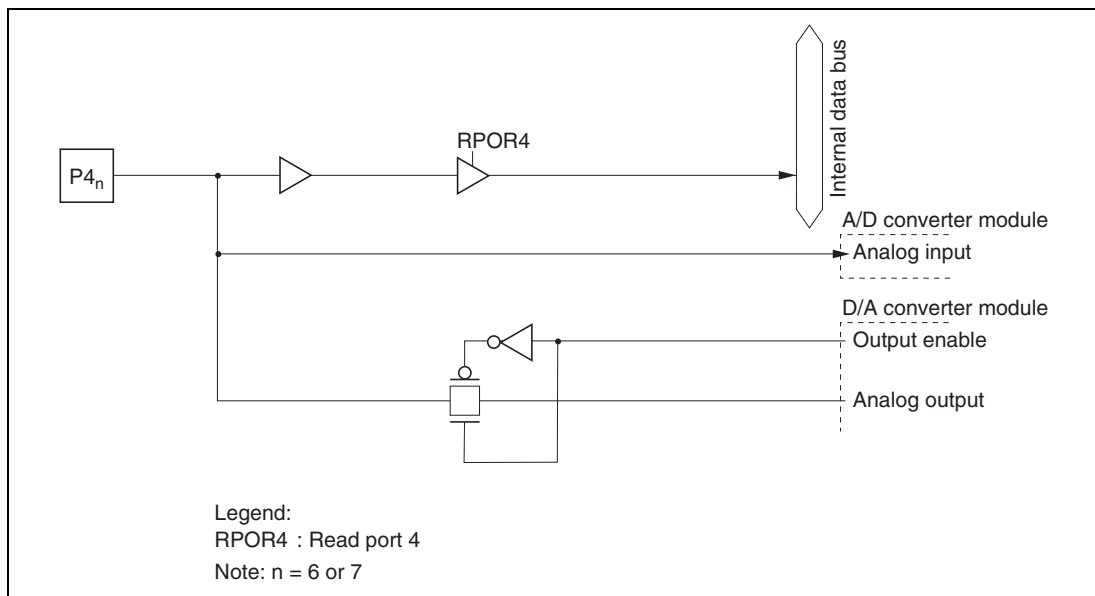 RPOR4
P4n
Internal data bus
A/D converter module
Analog input
D/A converter module
Output enable
Analog output
Legend:
RPOR4 : Read port 4
Note: n = 6 or 7